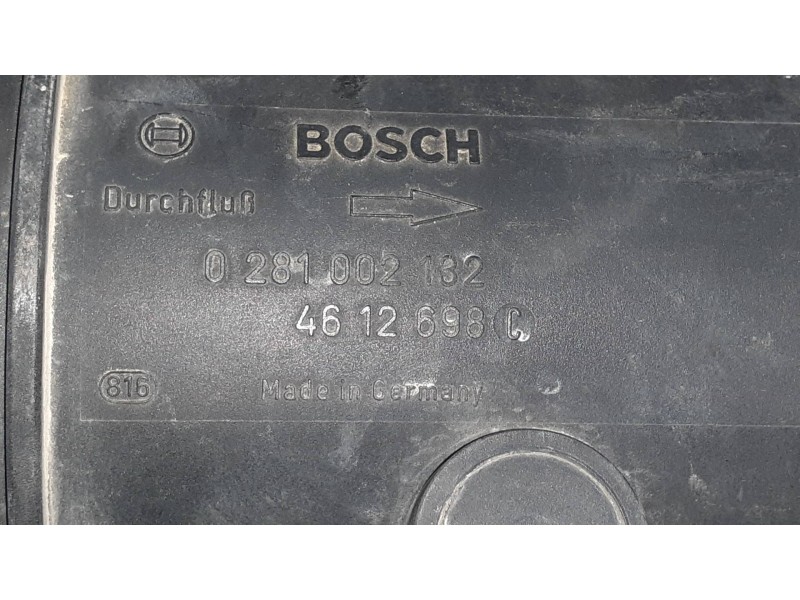 BOSCH
Durchfluß
0 281 002 132
46 12 698 C
816
Made in Germany